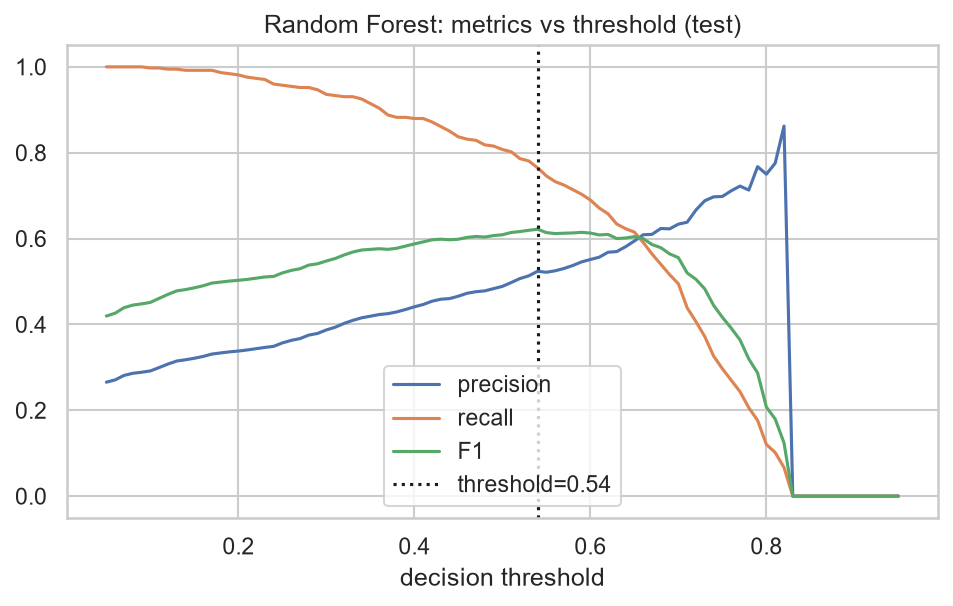 Random Forest: metrics vs threshold (test)
1.0
0.8
0.6
0.4
0.2
0.0
precision
recall
F1
threshold=0.54
0.2 0.4 0.6 0.8
decision threshold